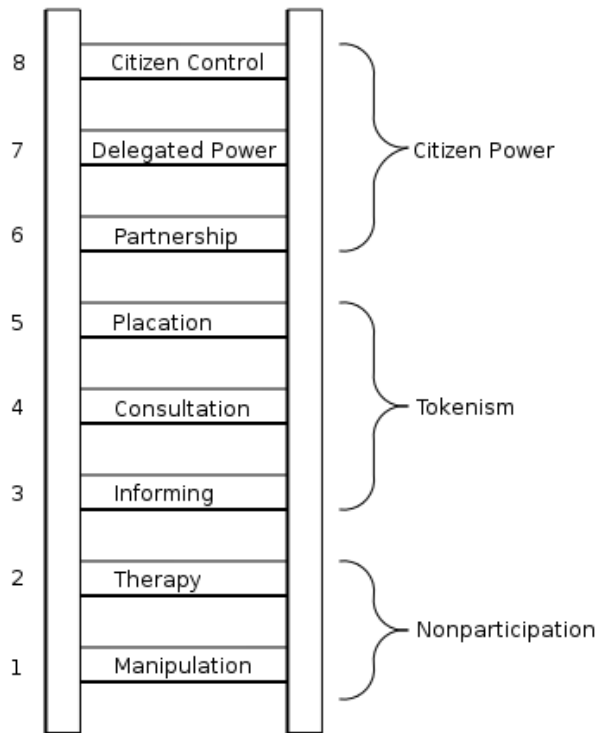 8 Citizen Control
7 Delegated Power
Citizen Power
6 Partnership
5 Placation
4 Consultation
Tokenism
3 Informing
2 Therapy
Nonparticipation
1 Manipulation